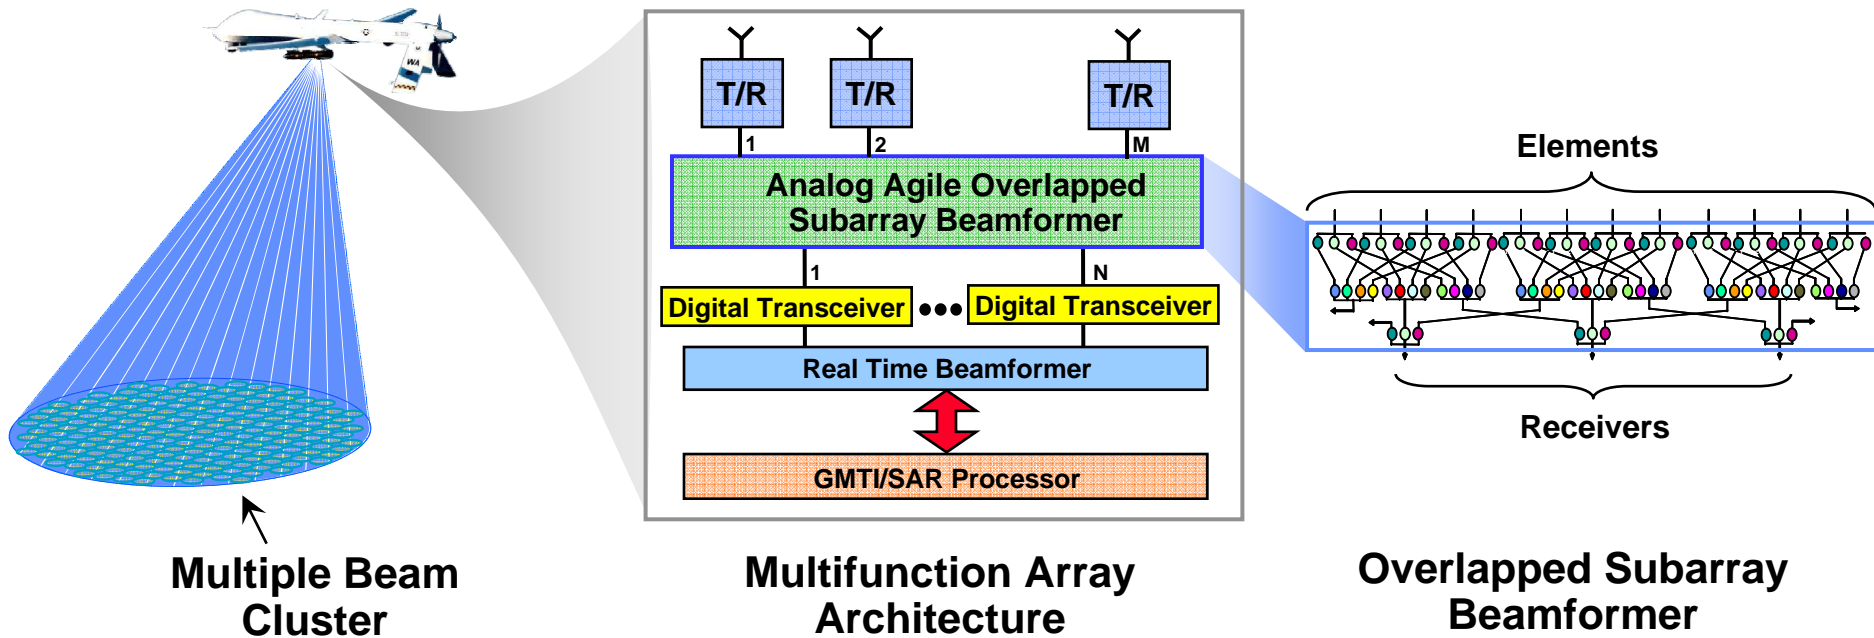 WA
T/R
T/R
T/R
1
2
M
Analog Agile Overlapped
Subarray Beamformer
1
N
Digital Transceiver
Digital Transceiver
Real Time Beamformer
GMTI/SAR Processor
Elements
Receivers
Multiple Beam
Cluster
Multifunction Array
Architecture
Overlapped Subarray
Beamformer